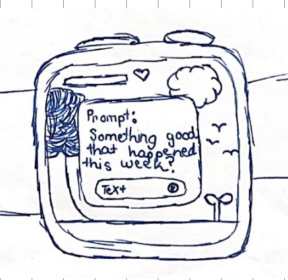 Prompt:
Something good
that happened
this week!
Text